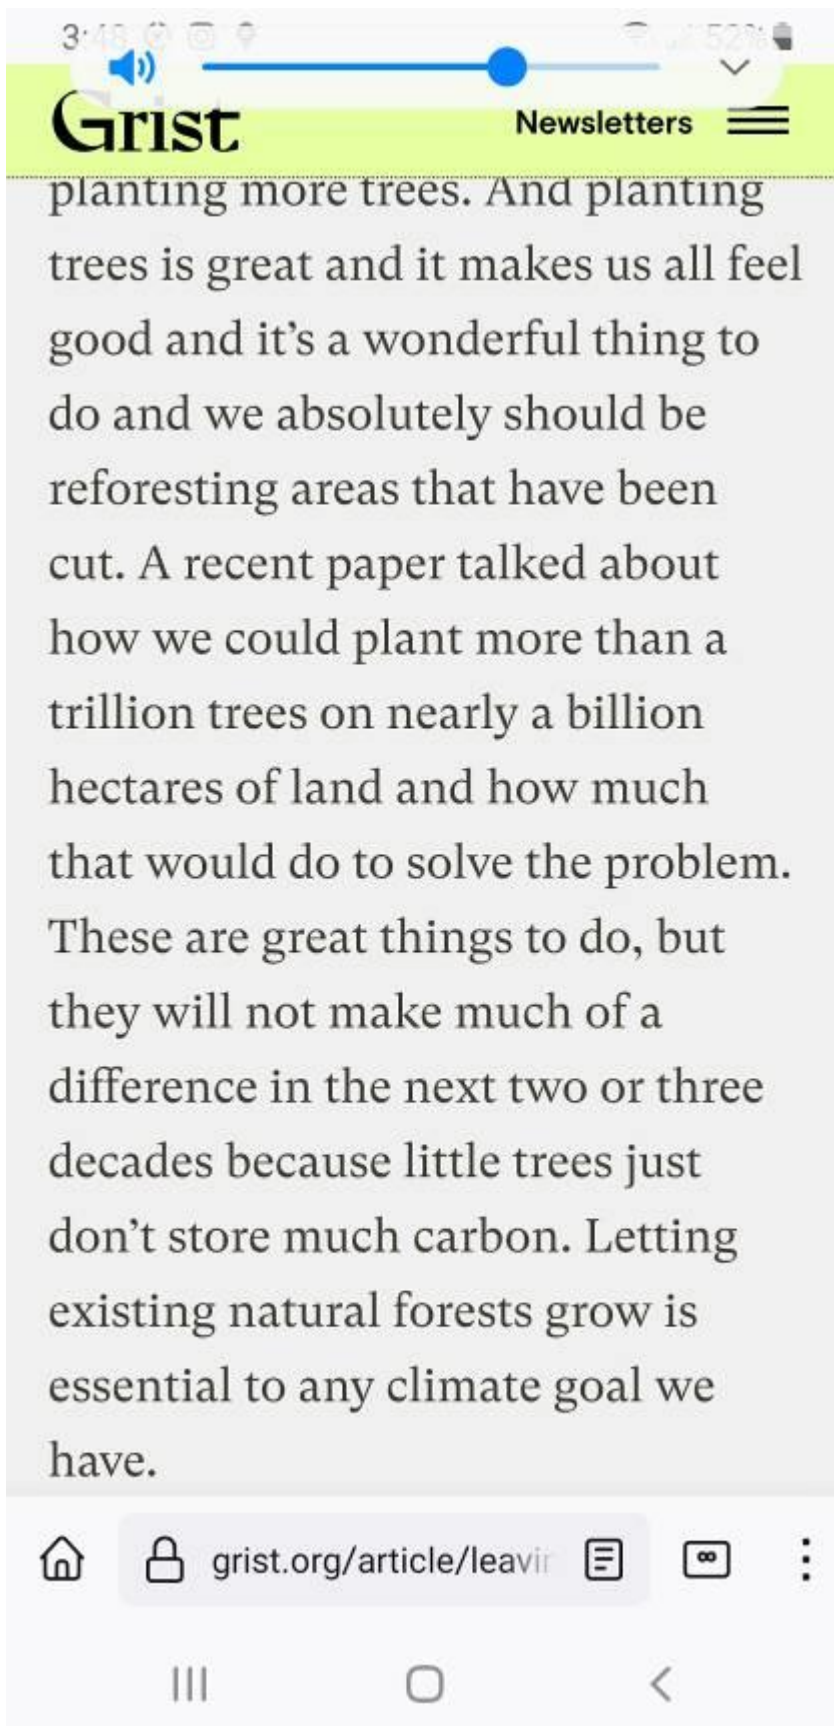 3:48
52%
Grist
Newsletters
planting more trees. And planting
trees is great and it makes us all feel
good and it’s a wonderful thing to
do and we absolutely should be
reforesting areas that have been
cut. A recent paper talked about
how we could plant more than a
trillion trees on nearly a billion
hectares of land and how much
that would do to solve the problem.
These are great things to do, but
they will not make much of a
difference in the next two or three
decades because little trees just
don’t store much carbon. Letting
existing natural forests grow is
essential to any climate goal we
have.
grist.org/article/leavin